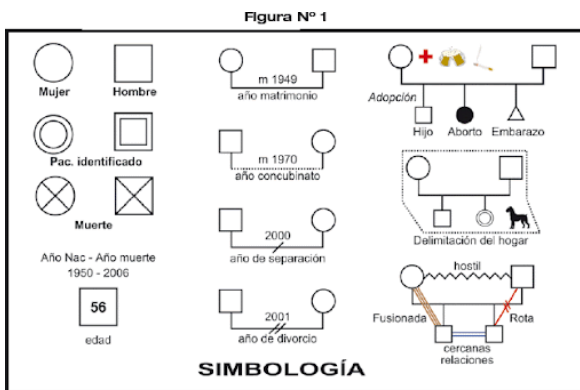 Figura Nº 1
Mujer
Hombre
Pac. identificado
Muerte
Año Nac - Año muerte
1950 - 2006
56
edad
m 1949
año matrimonio
m 1970
año concubinato
2000
año de separación
2001
año de divorcio
Adopción
Hijo
Aborto
Embarazo
Delimitación del hogar
hostil
Fusionada
Rota
cercanas
relaciones
SIMBOLOGÍA